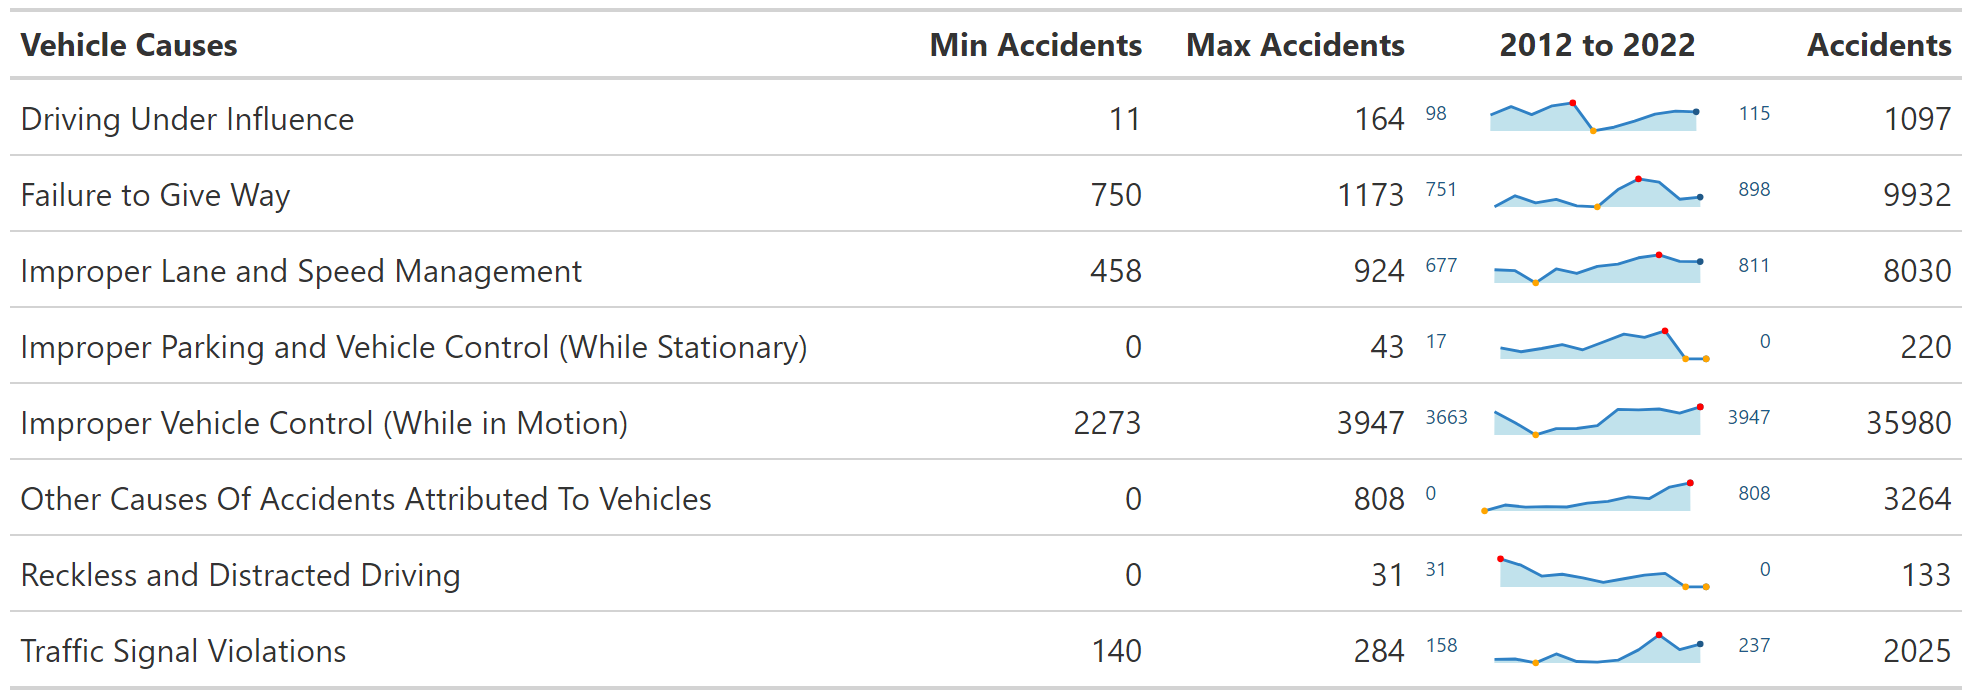 Vehicle Causes Min Accidents Max Accidents 2012 to 2022 Accidents
Driving Under Influence 11 164 98 115 1097
Failure to Give Way 750 1173 751 898 9932
Improper Lane and Speed Management 458 924 677 811 8030
Improper Parking and Vehicle Control (While Stationary) 0 43 17 0 220
Improper Vehicle Control (While in Motion) 2273 3947 3663 3947 35980
Other Causes Of Accidents Attributed To Vehicles 0 808 0 808 3264
Reckless and Distracted Driving 0 31 31 0 133
Traffic Signal Violations 140 284 158 237 2025